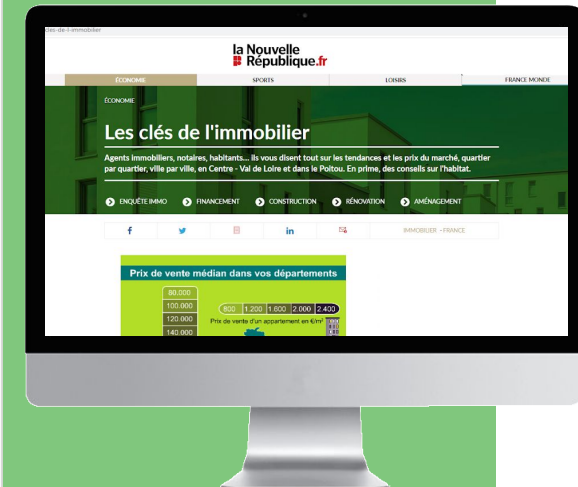 cles-de-l-immobilier
la Nouvelle
République.fr
ÉCONOMIE SPORTS LOISIRS FRANCE MONDE
ÉCONOMIE
Les clés de l'immobilier
Agents immobiliers, notaires, habitants... ils vous disent tout sur les tendances et les prix du marché, quartier
par quartier, ville par ville, en Centre - Val de Loire et dans le Poitou. En prime, des conseils sur l'habitat.
ENQUÊTE IMMO FINANCEMENT CONSTRUCTION RÉNOVATION AMÉNAGEMENT
f in IMMOBILIER - FRANCE
Prix de vente médian dans vos départements
80.000
100.000 800 1.200 1.600 2.000 2.400
120.000 Prix de vente d'un appartement en €/m²
140.000